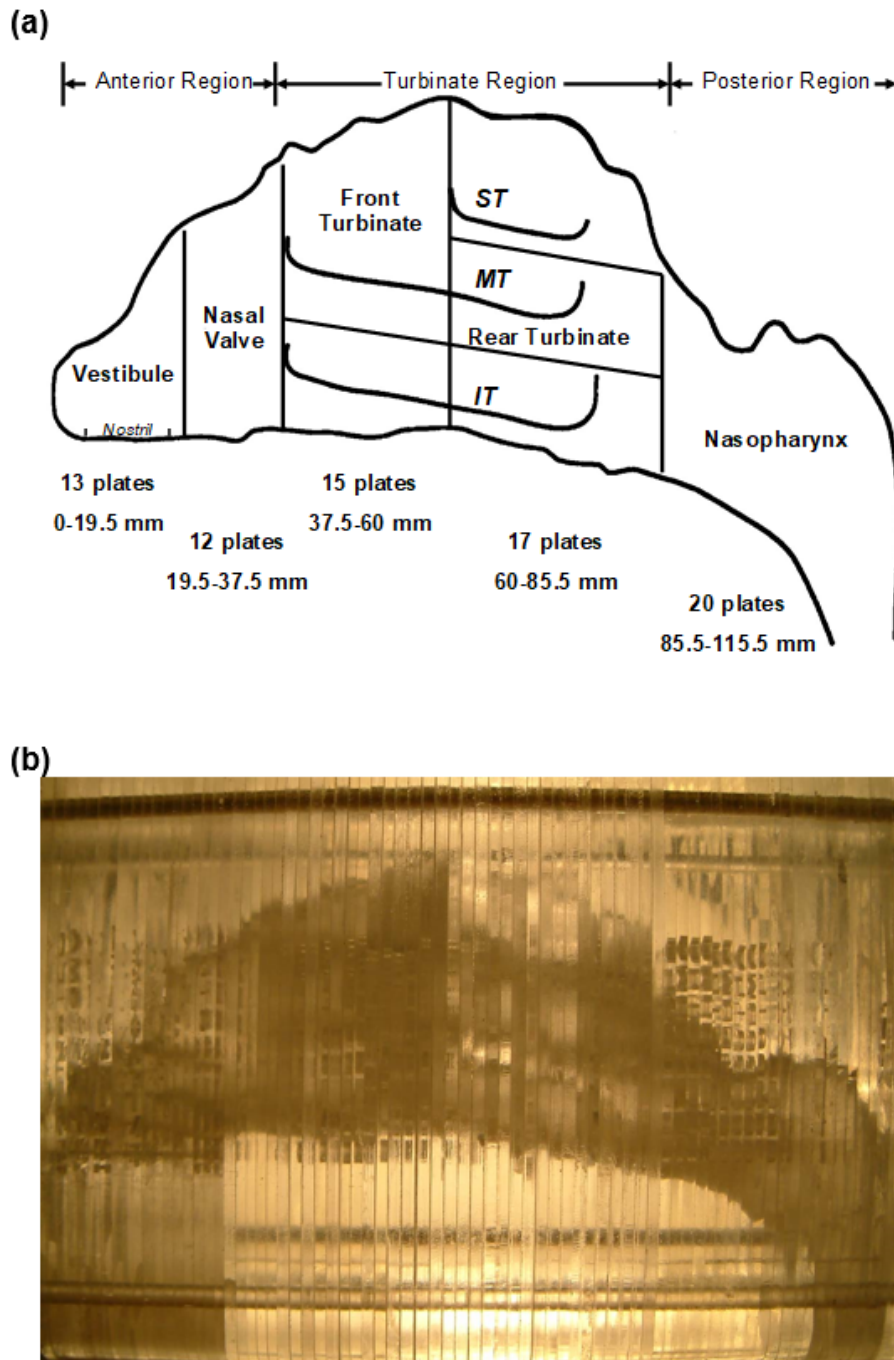 (a)
Anterior Region
Turbinate Region
Posterior Region
Front
Turbinate
ST
MT
Nasal
Valve
Rear Turbinate
Vestibule
IT
Nostril
Nasopharynx
13 plates
0-19.5 mm
15 plates
37.5-60 mm
12 plates
19.5-37.5 mm
17 plates
60-85.5 mm
20 plates
85.5-115.5 mm
(b)